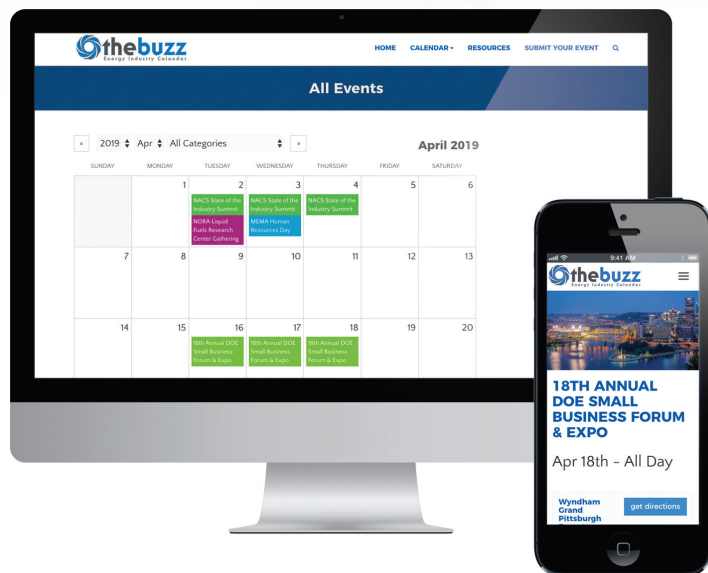 thebuzz
Energy Industry Calendar
HOME CALENDAR RESOURCES SUBMIT YOUR EVENT
All Events
« 2019 Apr All Categories »
April 2019
SUNDAY MONDAY TUESDAY WEDNESDAY THURSDAY FRIDAY SATURDAY
1 2 3 4 5 6
NACS State of the
Industry Summit
NORA Liquid
Fuels Research
Center Gathering
NACS State of the
Industry Summit
MEMA Human
Resources Day
NACS State of the
Industry Summit
7 8 9 10 11 12 13
14 15 16 17 18 19 20
18th Annual DOE
Small Business
Forum & Expo
18th Annual DOE
Small Business
Forum & Expo
18th Annual DOE
Small Business
Forum & Expo
9:41 AM
thebuzz
Energy Industry Calendar
18TH ANNUAL
DOE SMALL
BUSINESS FORUM
& EXPO
Apr 18th – All Day
Wyndham
Grand
Pittsburgh
get directions